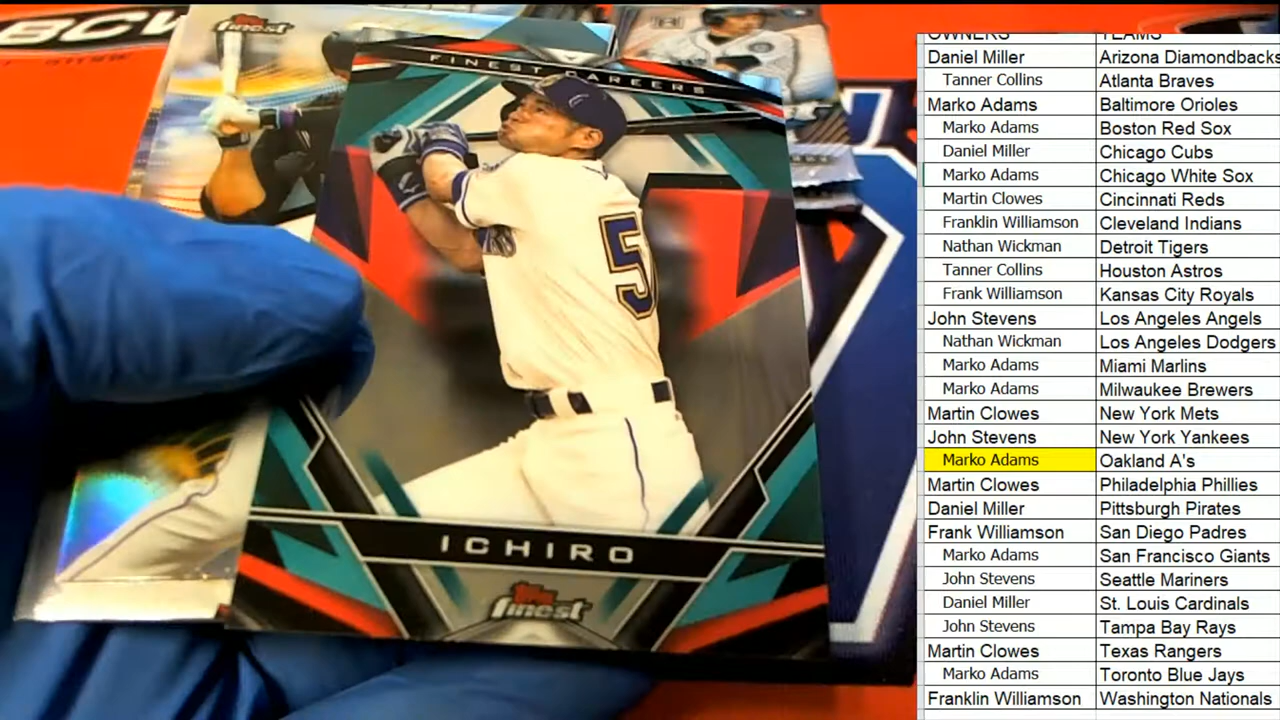 BCW
Topps
finest
FINEST CAREERS
5
ICHIRO
Topps
finest
OWNERS TEAMS
Daniel Miller Arizona Diamondbacks
Tanner Collins Atlanta Braves
Marko Adams Baltimore Orioles
Marko Adams Boston Red Sox
Daniel Miller Chicago Cubs
Marko Adams Chicago White Sox
Martin Clowes Cincinnati Reds
Franklin Williamson Cleveland Indians
Nathan Wickman Detroit Tigers
Tanner Collins Houston Astros
Frank Williamson Kansas City Royals
John Stevens Los Angeles Angels
Nathan Wickman Los Angeles Dodgers
Marko Adams Miami Marlins
Marko Adams Milwaukee Brewers
Martin Clowes New York Mets
John Stevens New York Yankees
Marko Adams Oakland A's
Martin Clowes Philadelphia Phillies
Daniel Miller Pittsburgh Pirates
Frank Williamson San Diego Padres
Marko Adams San Francisco Giants
John Stevens Seattle Mariners
Daniel Miller St. Louis Cardinals
John Stevens Tampa Bay Rays
Martin Clowes Texas Rangers
Marko Adams Toronto Blue Jays
Franklin Williamson Washington Nationals